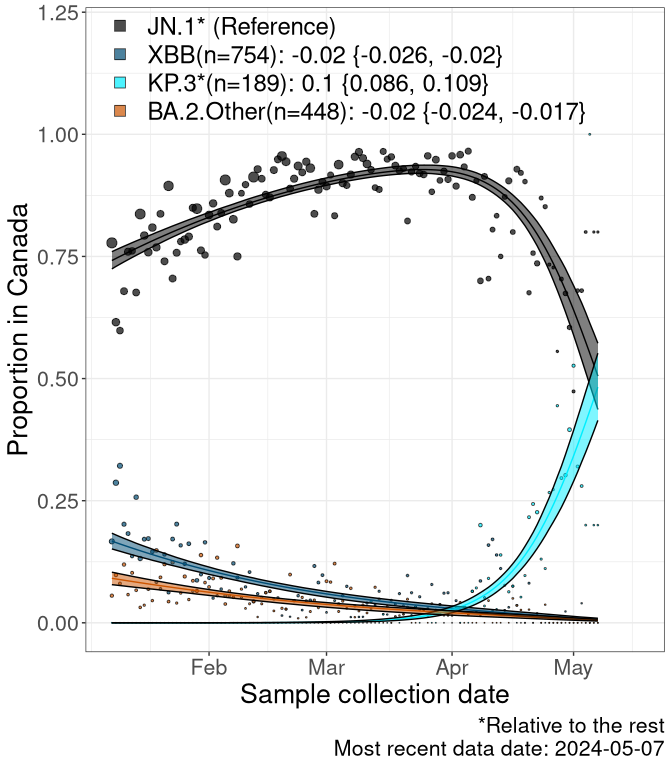 1.25
JN.1* (Reference)
XBB(n=754): -0.02 {-0.026, -0.02}
KP.3*(n=189): 0.1 {0.086, 0.109}
BA.2.Other(n=448): -0.02 {-0.024, -0.017}
1.00
0.75
Proportion in Canada
0.50
0.25
0.00
Feb Mar Apr May
Sample collection date
*Relative to the rest
Most recent data date: 2024-05-07